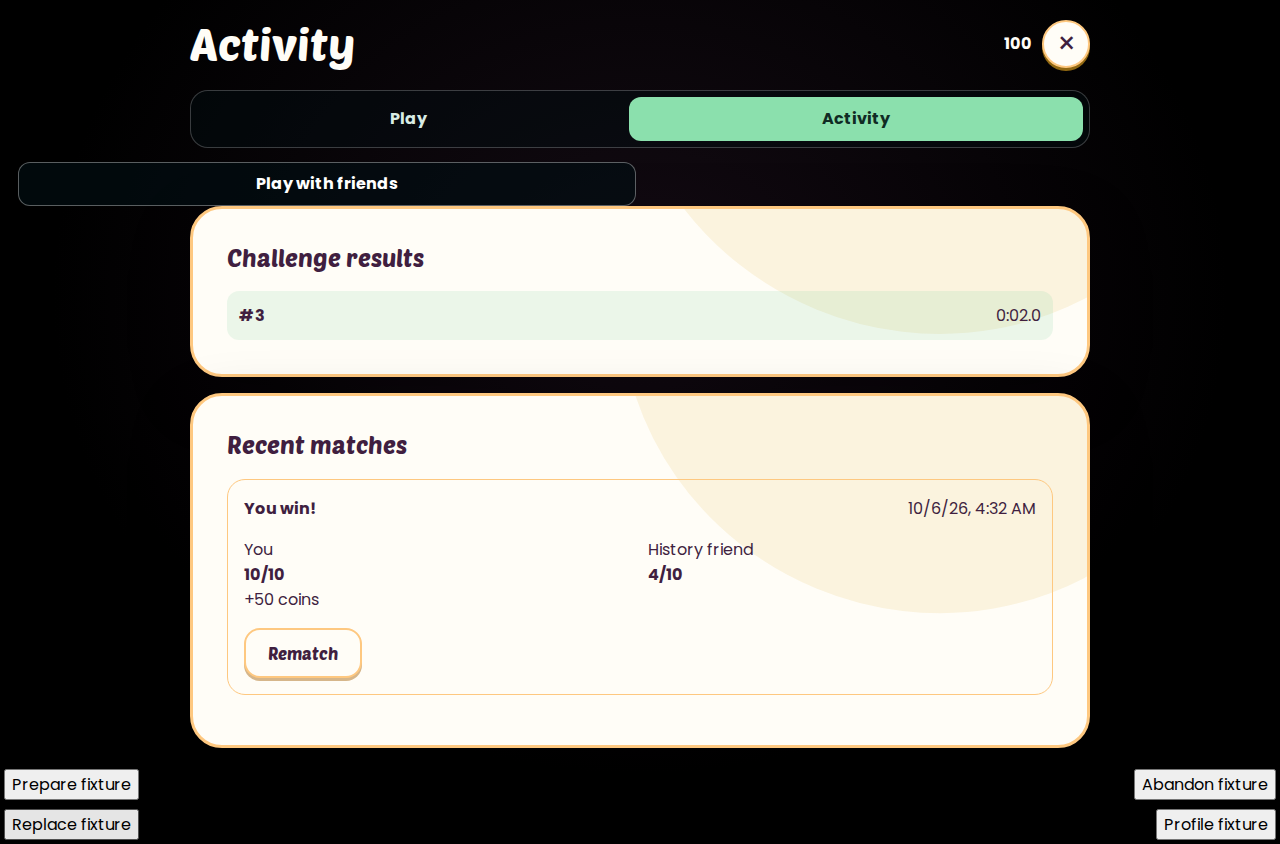 Activity
100
×
Play
Activity
Play with friends
Challenge results
#3
0:02.0
Recent matches
You win!
10/6/26, 4:32 AM
You
History friend
10/10
4/10
+50 coins
Rematch
Prepare fixture
Abandon fixture
Replace fixture
Profile fixture